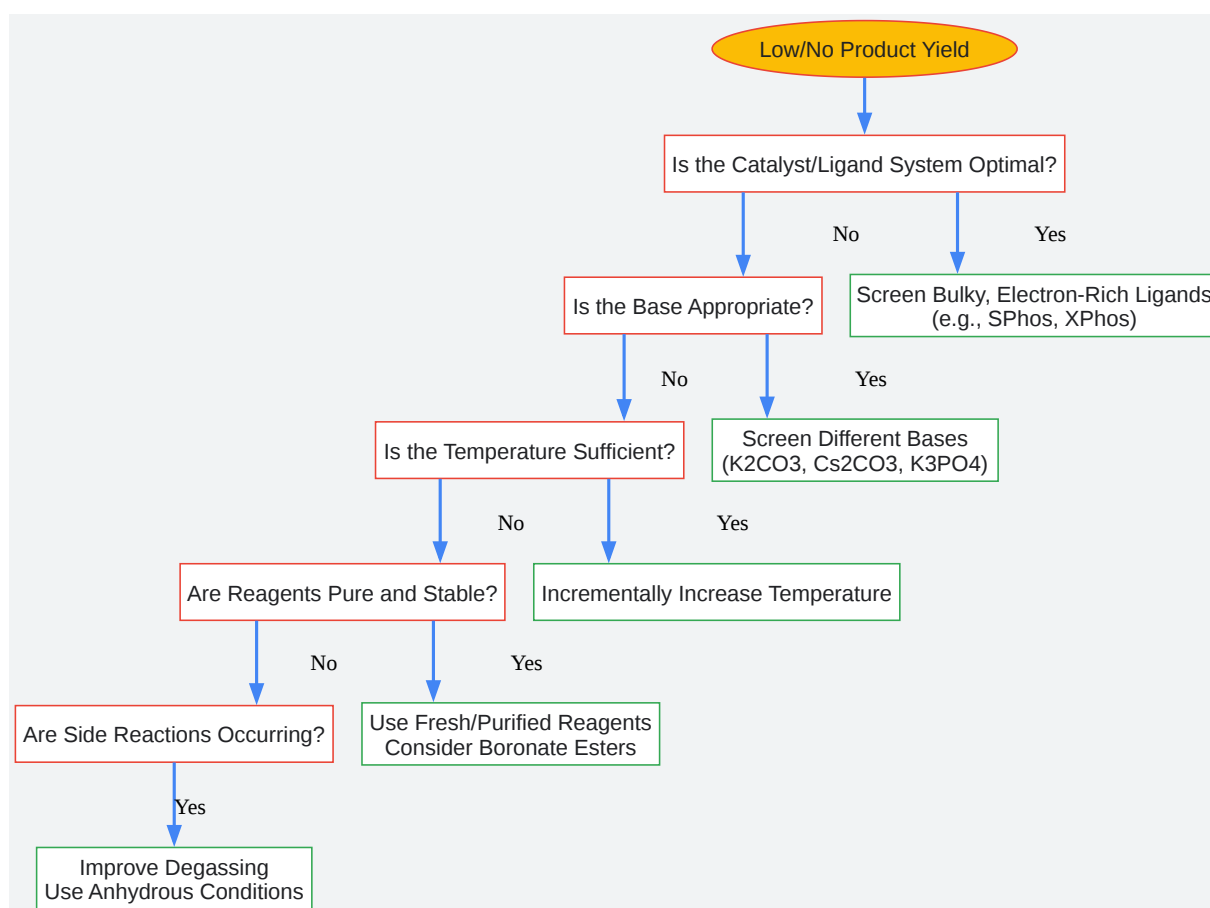 Low/No Product Yield
Is the Catalyst/Ligand System Optimal?
No
Yes
Screen Bulky, Electron-Rich Ligands
(e.g., SPhos, XPhos)
Is the Base Appropriate?
No
Yes
Screen Different Bases
(K2CO3, Cs2CO3, K3PO4)
Is the Temperature Sufficient?
No
Yes
Incrementally Increase Temperature
Are Reagents Pure and Stable?
No
Yes
Use Fresh/Purified Reagents
Consider Boronate Esters
Are Side Reactions Occurring?
Yes
Improve Degassing
Use Anhydrous Conditions